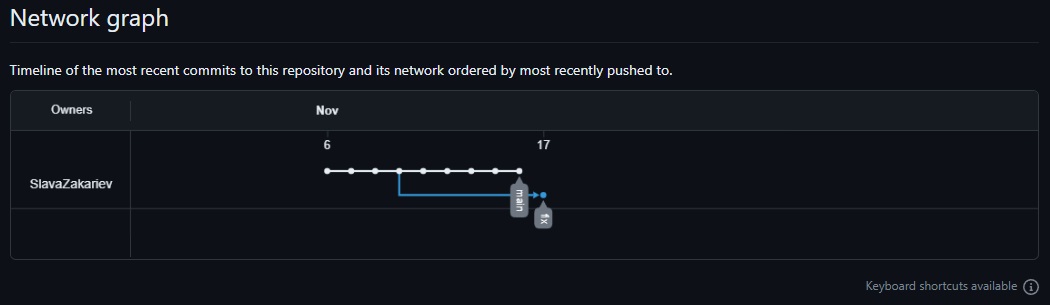 Network graph
Timeline of the most recent commits to this repository and its network ordered by most recently pushed to.
Owners
Nov
6
17
SlavaZakariev
main
Keyboard shortcuts available